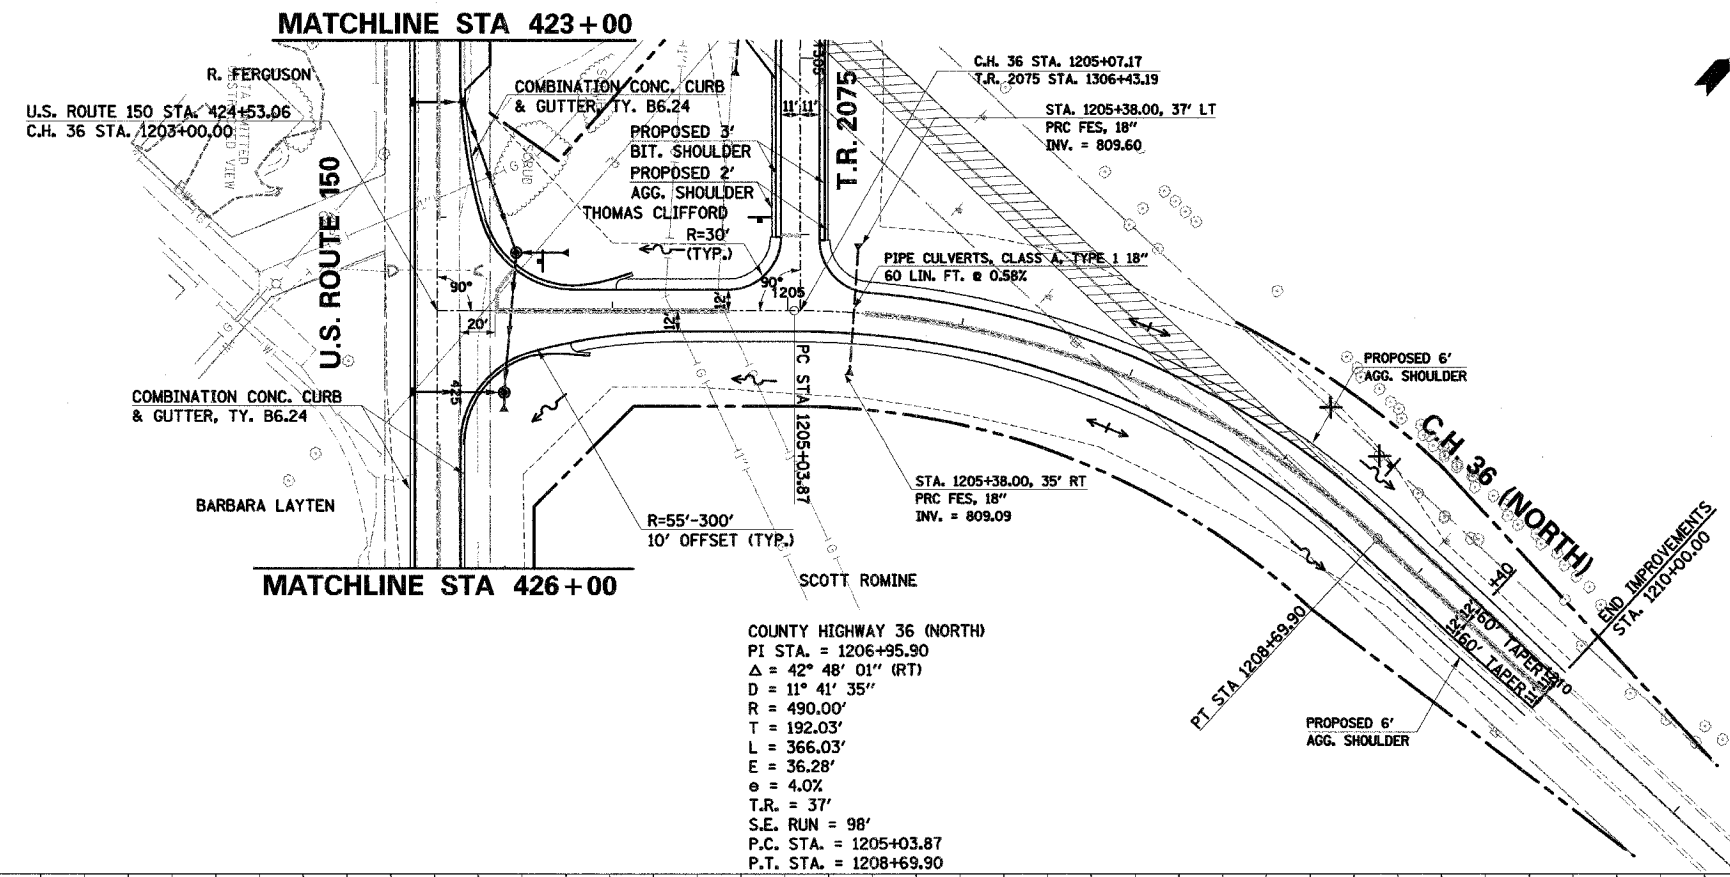 MATCHLINE STA 423+00
R. FERGUSON
U.S. ROUTE 150 STA. 424+53.06
C.H. 36 STA. 1203+00.00
COMBINATION CONC. CURB
& GUTTER, TY. B6.24
PROPOSED 3'
BIT. SHOULDER
PROPOSED 2'
AGG. SHOULDER
THOMAS CLIFFORD
R=30'
(TYP.)
11' 11'
T.R. 2075
C.H. 36 STA. 1205+07.17
T.R. 2075 STA. 1306+43.19
STA. 1205+38.00, 37' LT
PRC FES, 18"
INV. = 809.60
U.S. ROUTE 150
PIPE CULVERTS, CLASS A, TYPE 1 18"
60 LIN. FT. @ 0.58%
90°
90°
1205
12'
12'
20'
425
PC STA 1205+03.87
PROPOSED 6'
AGG. SHOULDER
COMBINATION CONC. CURB
& GUTTER, TY. B6.24
BARBARA LAYTEN
C.H. 36 (NORTH)
STA. 1205+38.00, 35' RT
PRC FES, 18"
INV. = 809.09
R=55'-300'
10' OFFSET (TYP.)
MATCHLINE STA 426+00
SCOTT ROMINE
+40
END IMPROVEMENTS
STA. 1210+00.00
PT STA 1208+69.90
12'
12'
160' TAPER
160' TAPER
11'
11'
1210
PROPOSED 6'
AGG. SHOULDER
COUNTY HIGHWAY 36 (NORTH)
PI STA. = 1206+95.90
Δ = 42° 48' 01" (RT)
D = 11° 41' 35"
R = 490.00'
T = 192.03'
L = 366.03'
E = 36.28'
e = 4.0%
T.R. = 37'
S.E. RUN = 98'
P.C. STA. = 1205+03.87
P.T. STA. = 1208+69.90